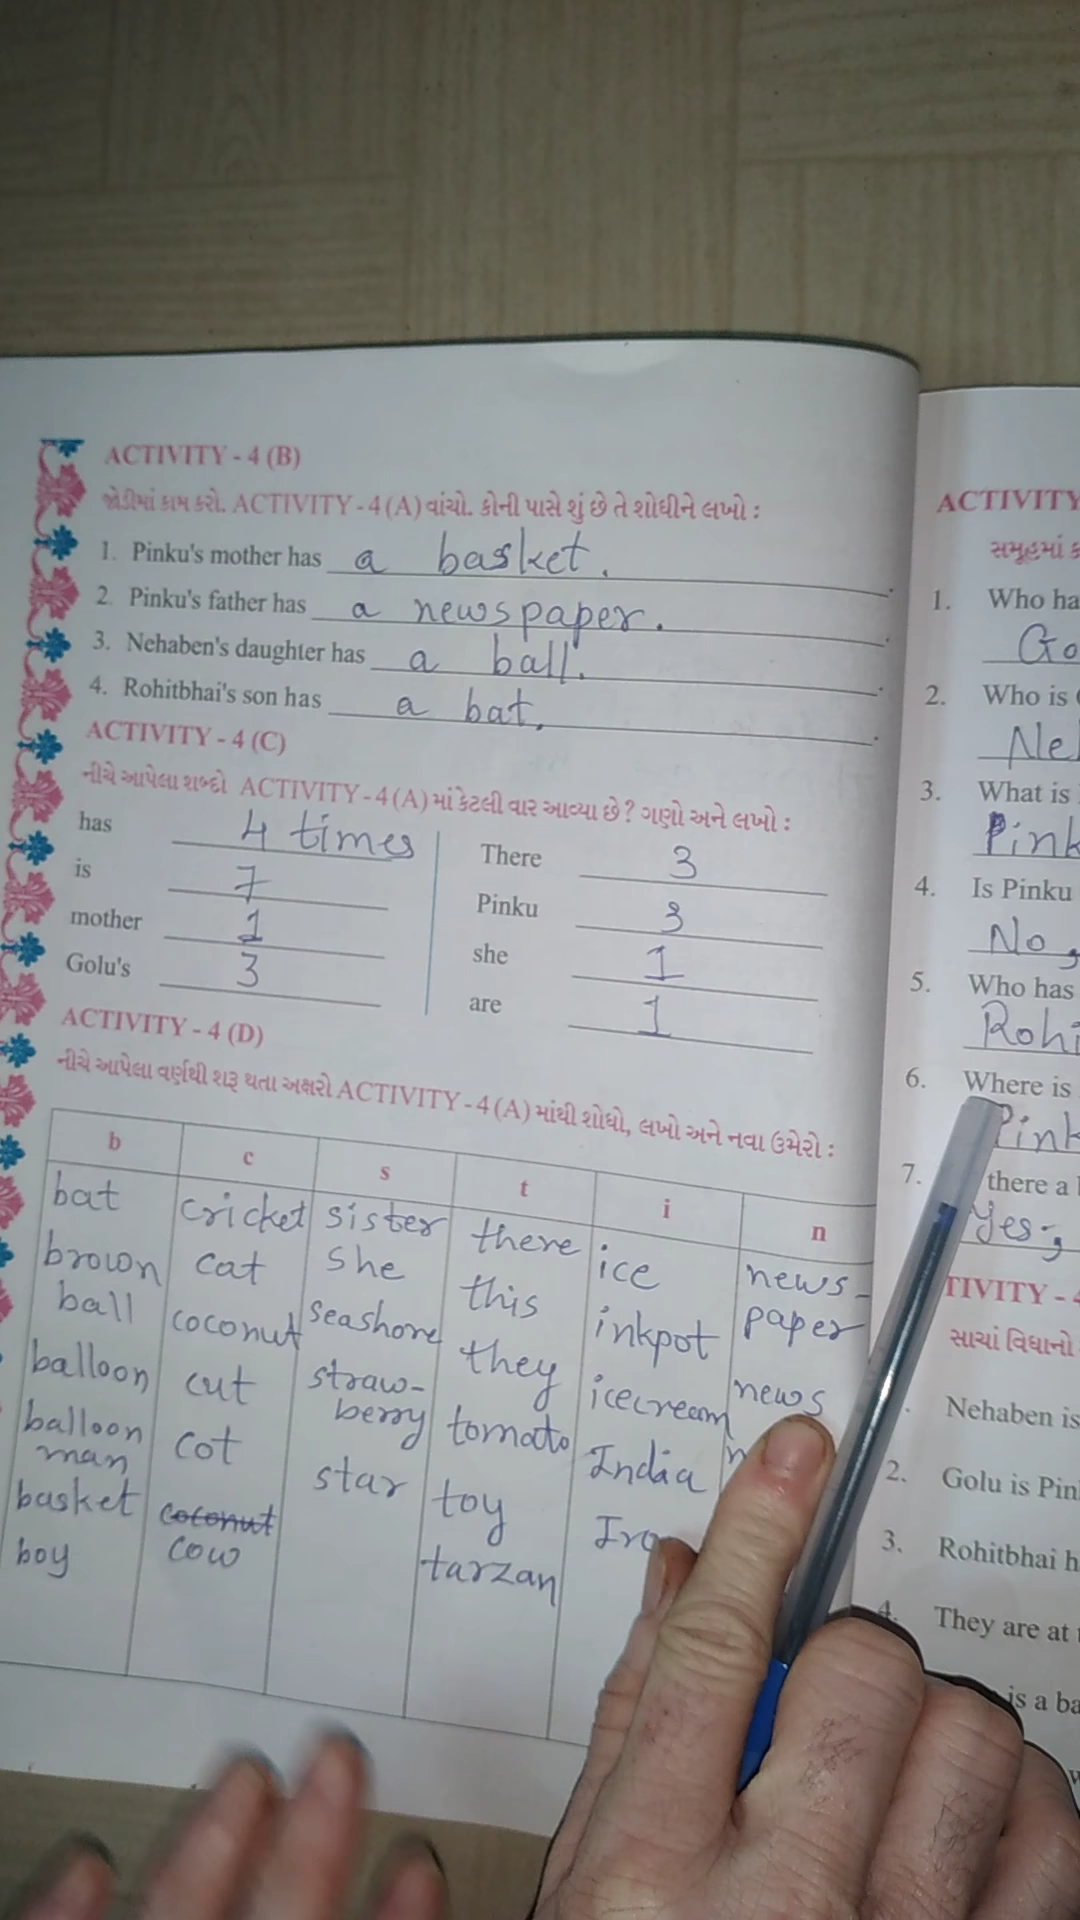 ACTIVITY - 4 (B)
જોડીમાં કામ કરો. ACTIVITY - 4 (A) વાંચો. કોની પાસે શું છે તે શોધીને લખો :
1. Pinku's mother has a basket.
2. Pinku's father has a newspaper.
3. Nehaben's daughter has a ball.
4. Rohitbhai's son has a bat.
ACTIVITY - 4 (C)
નીચે આપેલા શબ્દો ACTIVITY - 4 (A) માં કેટલી વાર આવ્યા છે? ગણો અને લખો :
has 4 times There 3
is 7 Pinku 3
mother 1 she 1
Golu's 3 are 1
ACTIVITY - 4 (D)
નીચે આપેલા વર્ણથી શરૂ થતા અક્ષરો ACTIVITY - 4 (A) માંથી શોધો, લખો અને નવા ઉમેરો :
b c s t i n
bat cricket sister there ice news-
brown cat she this inkpot paper
ball coconut seashore they icecream news
balloon cut straw- tomato India
balloon cot berry toy
man coconut star tarzan
basket cow
boy
ACTIVITY
સમૂહમાં
1. Who
2. Who is
3. What is
4. Is Pinku
No,
5. Who has
6. Where is
7. there a
Yes,
સાચાં વિધાનો
Nehaben is
2. Golu is
3. Rohitbhai
4. They are at
is a